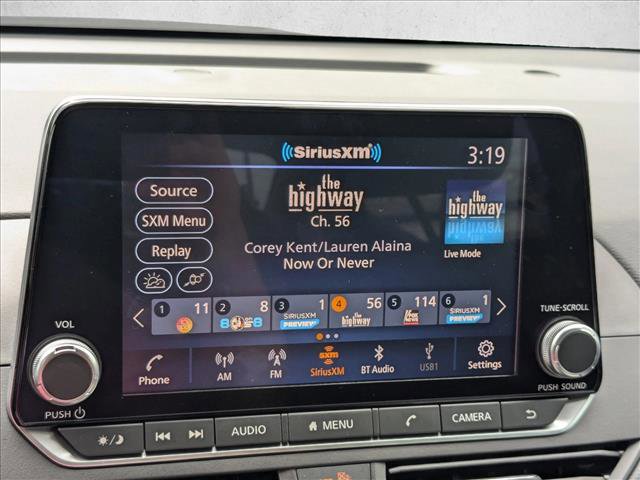 SiriusXM
3:19
Source
the highway
the highway
SXM Menu
Ch. 56
Replay
Corey Kent/Lauren Alaina
Now Or Never
Live Mode
1 11 2 8 3 1 4 56 5 114 6 1
8on8 SIRIUSXM PREVIEW the highway SIRIUSXM PREVIEW
VOL
TUNE·SCROLL
Phone AM FM sxm SiriusXM BT Audio USB1 Settings
PUSH
PUSH SOUND
AUDIO MENU CAMERA